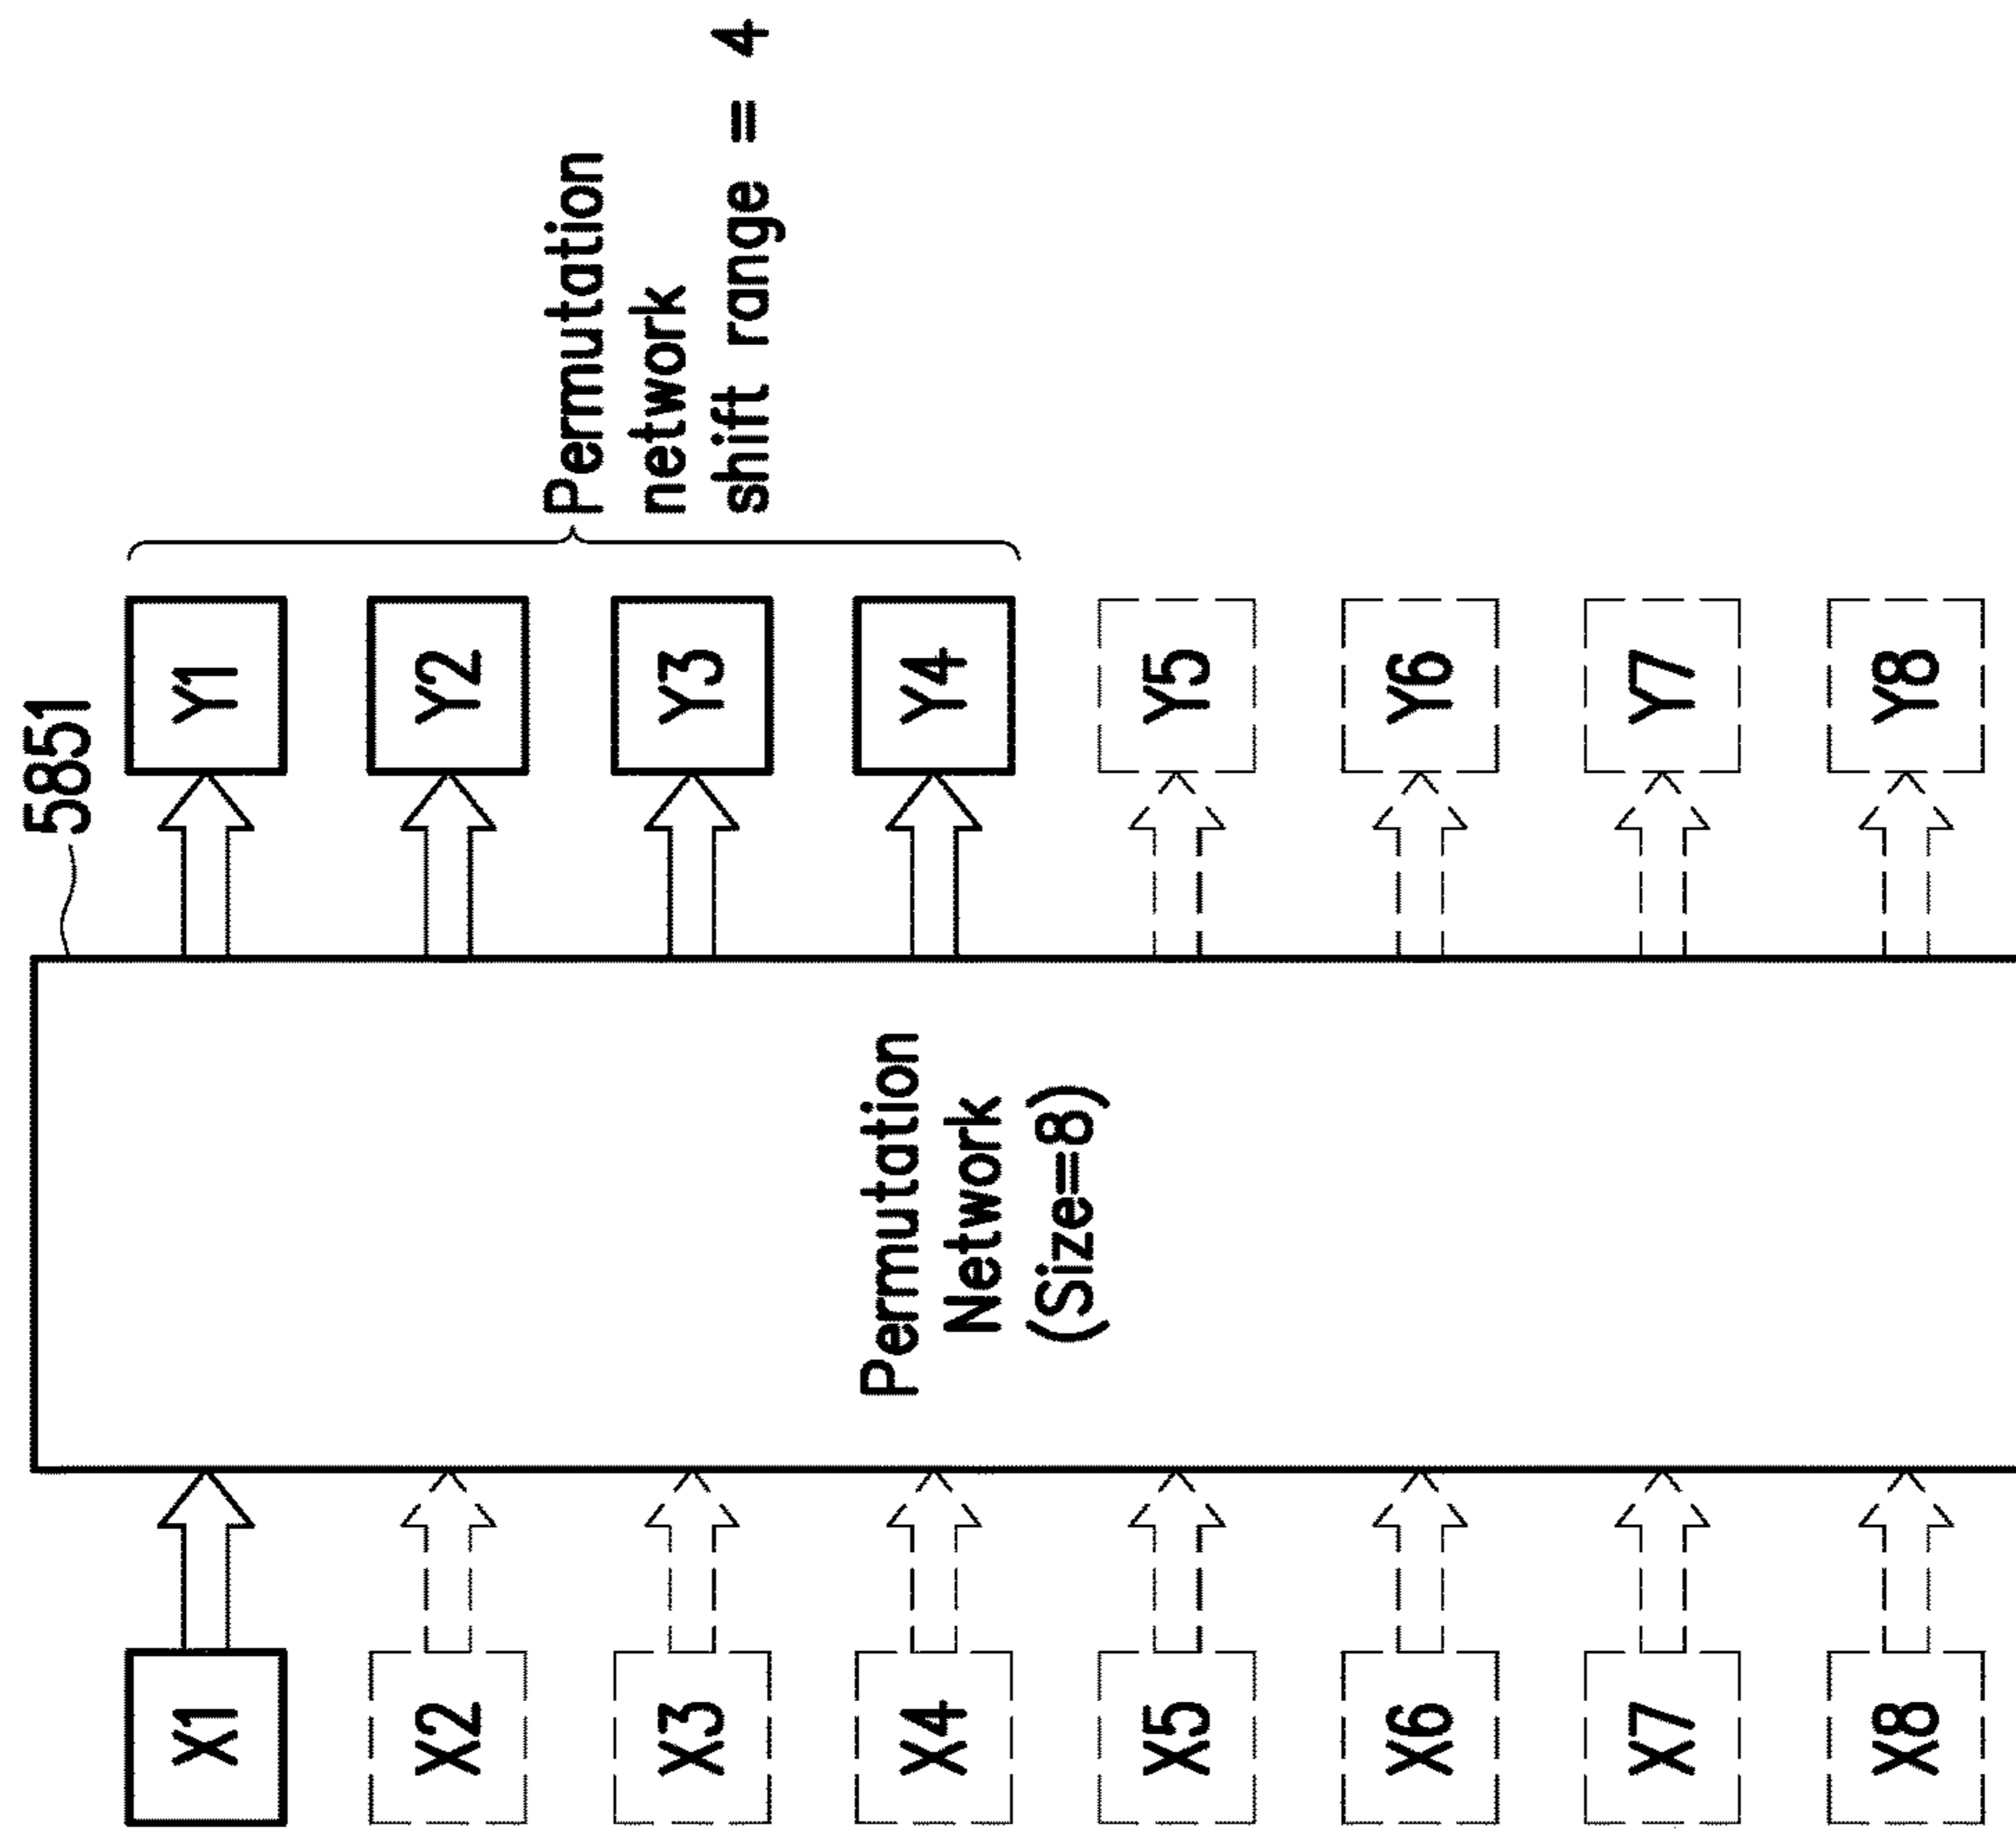 5851
X1
X2
X3
X4
X5
X6
X7
X8
Permutation
Network
(Size=8)
Y1
Y2
Y3
Y4
Y5
Y6
Y7
Y8
Permutation
network
shift range = 4